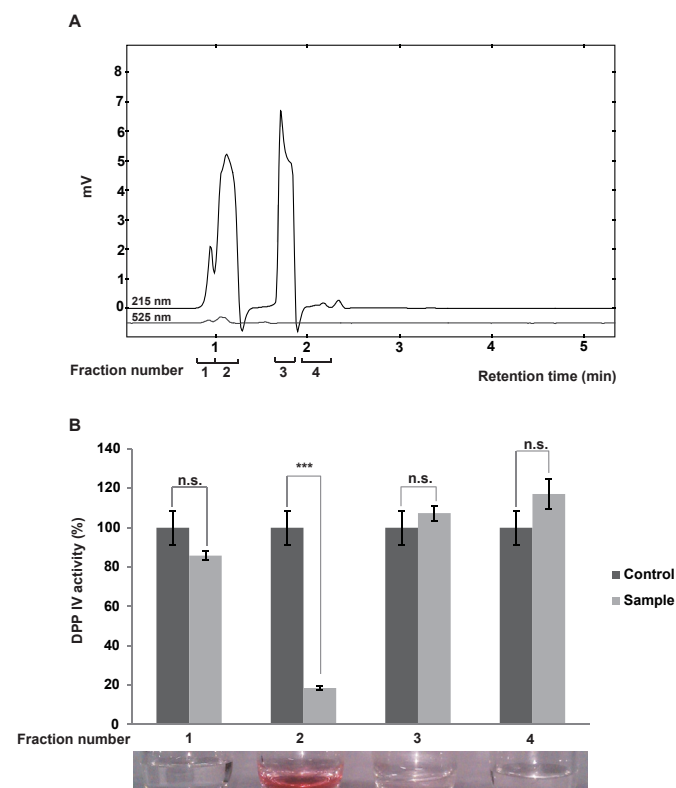 A
8
7
6
5
4
3
2
1
0
mV
215 nm
525 nm
1 2 3 4 5
Fraction number 1 2 3 4
Retention time (min)
B
140
120
100
80
60
40
20
0
DPP IV activity (%)
n.s.
***
n.s.
n.s.
Control
Sample
Fraction number 1 2 3 4